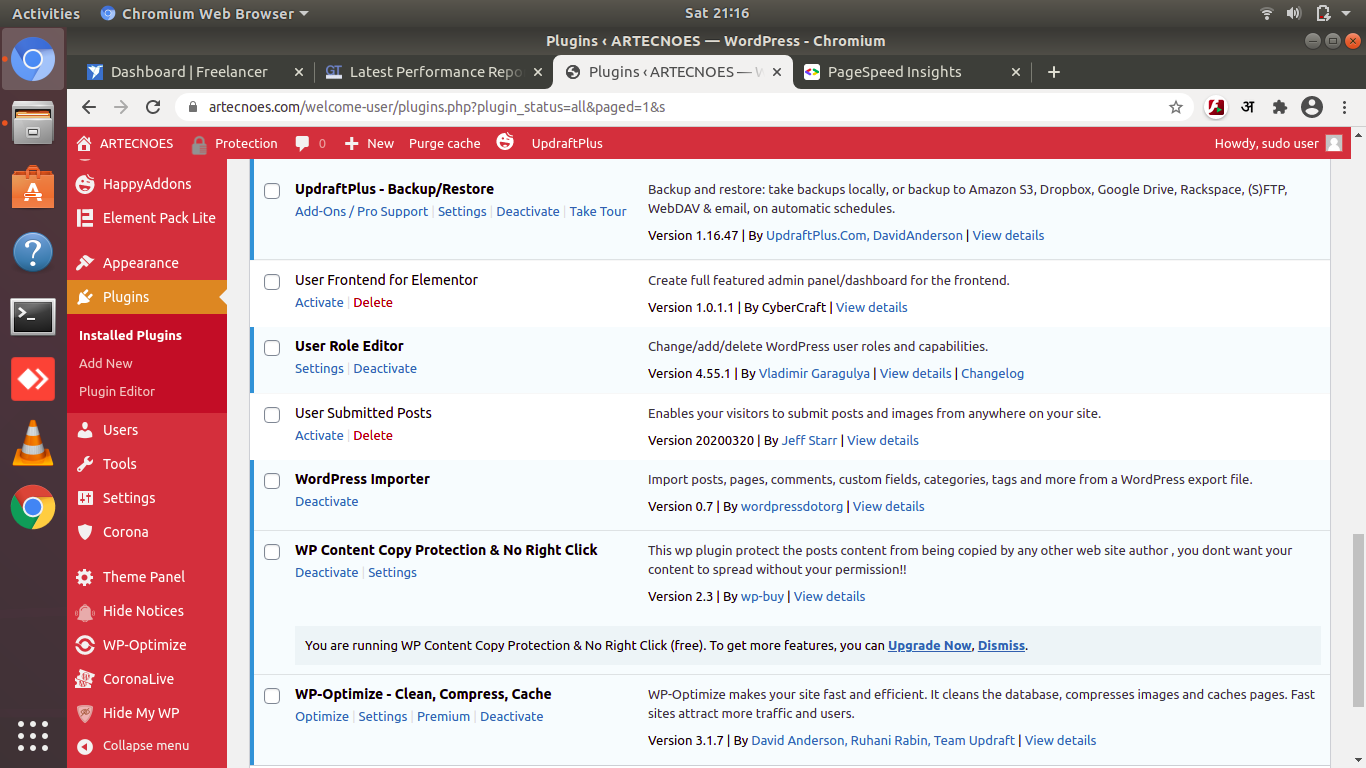 Activities
Chromium Web Browser
Sat 21:16
Plugins ‹ ARTECNOES — WordPress - Chromium
Dashboard | Freelancer
GT
Latest Performance Repo
Plugins ‹ ARTECNOES — W
PageSpeed Insights
artecnoes.com/welcome-user/plugins.php?plugin_status=all&paged=1&s
अ
ARTECNOES
Protection
0
New
Purge cache
UpdraftPlus
Howdy, sudo user
HappyAddons
Element Pack Lite
Appearance
Plugins
Installed Plugins
Add New
Plugin Editor
Users
Tools
Settings
Corona
Theme Panel
Hide Notices
WP-Optimize
CoronaLive
Hide My WP
Collapse menu
UpdraftPlus - Backup/Restore
Add-Ons / Pro Support | Settings | Deactivate | Take Tour
Backup and restore: take backups locally, or backup to Amazon S3, Dropbox, Google Drive, Rackspace, (S)FTP,
WebDAV & email, on automatic schedules.
Version 1.16.47 | By UpdraftPlus.Com, DavidAnderson | View details
User Frontend for Elementor
Activate | Delete
Create full featured admin panel/dashboard for the frontend.
Version 1.0.1.1 | By CyberCraft | View details
User Role Editor
Settings | Deactivate
Change/add/delete WordPress user roles and capabilities.
Version 4.55.1 | By Vladimir Garagulya | View details | Changelog
User Submitted Posts
Activate | Delete
Enables your visitors to submit posts and images from anywhere on your site.
Version 20200320 | By Jeff Starr | View details
WordPress Importer
Deactivate
Import posts, pages, comments, custom fields, categories, tags and more from a WordPress export file.
Version 0.7 | By wordpressdotorg | View details
WP Content Copy Protection & No Right Click
Deactivate | Settings
This wp plugin protect the posts content from being copied by any other web site author , you dont want your
content to spread without your permission!!
Version 2.3 | By wp-buy | View details
You are running WP Content Copy Protection & No Right Click (free). To get more features, you can Upgrade Now, Dismiss.
WP-Optimize - Clean, Compress, Cache
Optimize | Settings | Premium | Deactivate
WP-Optimize makes your site fast and efficient. It cleans the database, compresses images and caches pages. Fast
sites attract more traffic and users.
Version 3.1.7 | By David Anderson, Ruhani Rabin, Team Updraft | View details